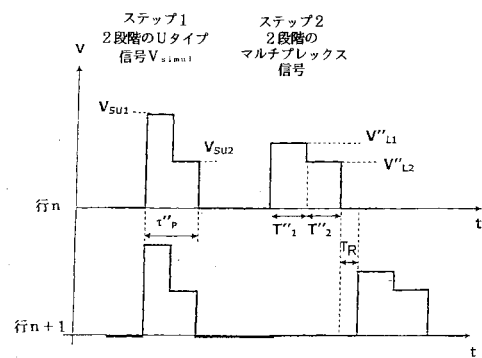 ステップ1
2段階のUタイプ
信号Vsimul
ステップ2
2段階の
マルチプレックス
信号
V
VSU1
VSU2
V"L1
V"L2
行n
t
τ"P
T"1
T"2
TR
行n+1
t